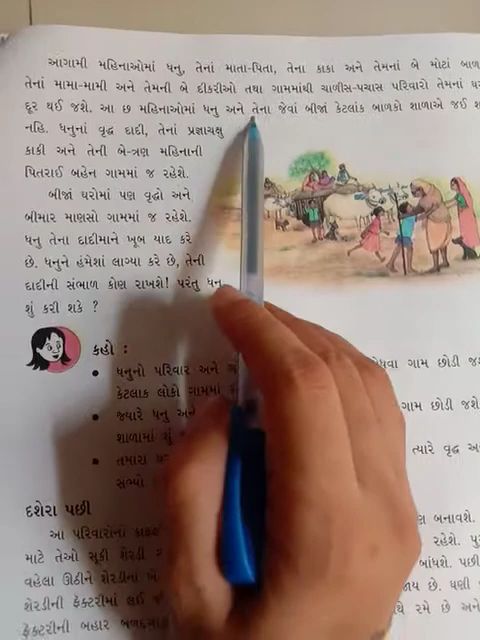 આગામી મહિનાઓમાં ધનુ, તેનાં માતા-પિતા, તેના કાકા અને તેમનાં બે મોટાં બાળ
તેનાં મામા-મામી અને તેમની બે દીકરીઓ તથા ગામમાંથી ચાળીસ-પચાસ પરિવારો તેમનાં ઘ
દૂર થઈ જશે. આ છ મહિનાઓમાં ધનુ અને તેના જેવાં બીજાં કેટલાંક બાળકો શાળાએ જઈ શ
નહિ. ધનુનાં વૃદ્ધ દાદી, તેનાં પ્રજ્ઞાચક્ષુ
કાકી અને તેની બે-ત્રણ મહિનાની
પિતરાઈ બહેન ગામમાં જ રહેશે.
બીજાં ઘરોમાં પણ વૃદ્ધો અને
બીમાર માણસો ગામમાં જ રહેશે.
ધનુ તેના દાદીમાને ખૂબ યાદ કરે
છે. ધનુને હંમેશાં લાગ્યા કરે છે, તેની
દાદીની સંભાળ કોણ રાખશે! પરંતુ ધનુ
શું કરી શકે ?
કહો :
• ધનુનો પરિવાર અને ગામ છોડી જ
કેટલાક લોકો ગામમાં
• જ્યારે ધનુ અને ગામ છોડી જશે
શાળામાં શું
• તમારા ત્યારે વૃદ્ધ અ
સભ્યો
દશેરા પછી
આ પરિવારોનો બનાવશે.
માટે તેઓ સૂકી શેરડી રહેશે. પુ
વહેલા ઊઠીને શેરડીનાં બાંધશે. પછી
શેરડીની ફેક્ટરીમાં લઈ જાય છે. ઘણી
ફેક્ટરીની બહાર બળદગાડા રમે છે અને